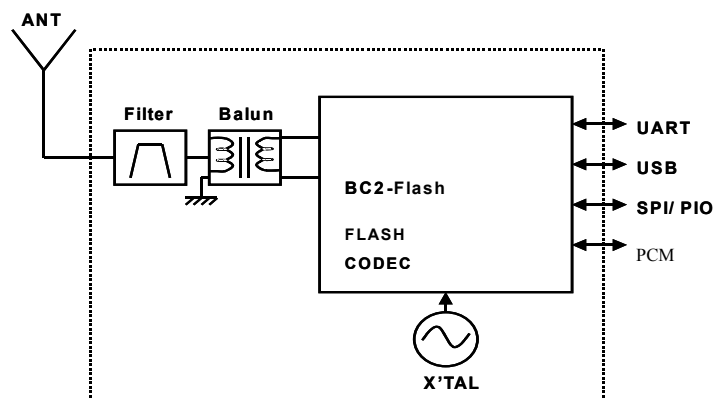 ANT
Filter
Balun
BC2-Flash
FLASH
CODEC
UART
USB
SPI/ PIO
PCM
X'TAL